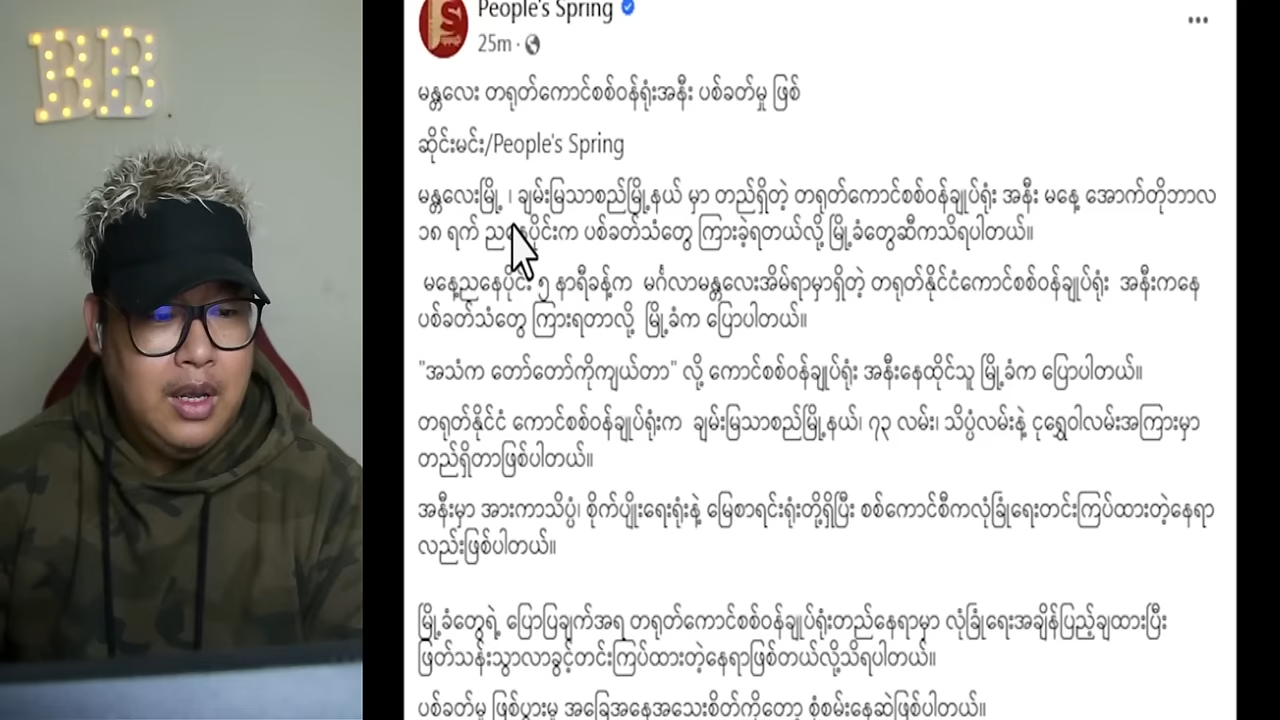 BB
People's Spring
25m
မန္တလေး တရုတ်ကောင်စစ်ဝန်ရုံးအနီး ပစ်ခတ်မှု ဖြစ်
ဆိုင်းမင်း/People's Spring
မန္တလေးမြို့ ၊ ချမ်းမြသာစည်မြို့နယ် မှာ တည်ရှိတဲ့ တရုတ်ကောင်စစ်ဝန်ချုပ်ရုံး အနီး မနေ့ အောက်တိုဘာလ
၁၈ ရက် ညနေပိုင်းက ပစ်ခတ်သံတွေ ကြားခဲ့ရတယ်လို့ မြို့ခံတွေဆီကသိရပါတယ်။
မနေ့ညနေပိုင်း ၅ နာရီခန့်က မင်္ဂလာမန္တလေးအိမ်ရာမှာရှိတဲ့ တရုတ်နိုင်ငံကောင်စစ်ဝန်ချုပ်ရုံး အနီးကနေ
ပစ်ခတ်သံတွေ ကြားရတာလို့ မြို့ခံက ပြောပါတယ်။
"အသံက တော်တော်ကိုကျယ်တာ" လို့ ကောင်စစ်ဝန်ချုပ်ရုံး အနီးနေထိုင်သူ မြို့ခံက ပြောပါတယ်။
တရုတ်နိုင်ငံ ကောင်စစ်ဝန်ချုပ်ရုံးက ချမ်းမြသာစည်မြို့နယ်၊ ၇၃ လမ်း၊ သိပ္ပံလမ်းနဲ့ ငုရွှေဝါလမ်းအကြားမှာ
တည်ရှိတာဖြစ်ပါတယ်။
အနီးမှာ အားကာသိပ္ပံ၊ စိုက်ပျိုးရေးရုံးနဲ့ မြေစာရင်းရုံးတို့ရှိပြီး စစ်ကောင်စီကလုံခြုံရေးတင်းကြပ်ထားတဲ့နေရာ
လည်းဖြစ်ပါတယ်။
မြို့ခံတွေရဲ့ ပြောပြချက်အရ တရုတ်ကောင်စစ်ဝန်ချုပ်ရုံးတည်နေရာမှာ လုံခြုံရေးအချိန်ပြည့်ချထားပြီး
ဖြတ်သန်းသွာလာခွင့်တင်းကြပ်ထားတဲ့နေရာဖြစ်တယ်လို့သိရပါတယ်။
ပစ်ခတ်မှု ဖြစ်ပွားမှု အခြေအနေအသေးစိတ်ကိုတော့ စုံစမ်းနေဆဲဖြစ်ပါတယ်။